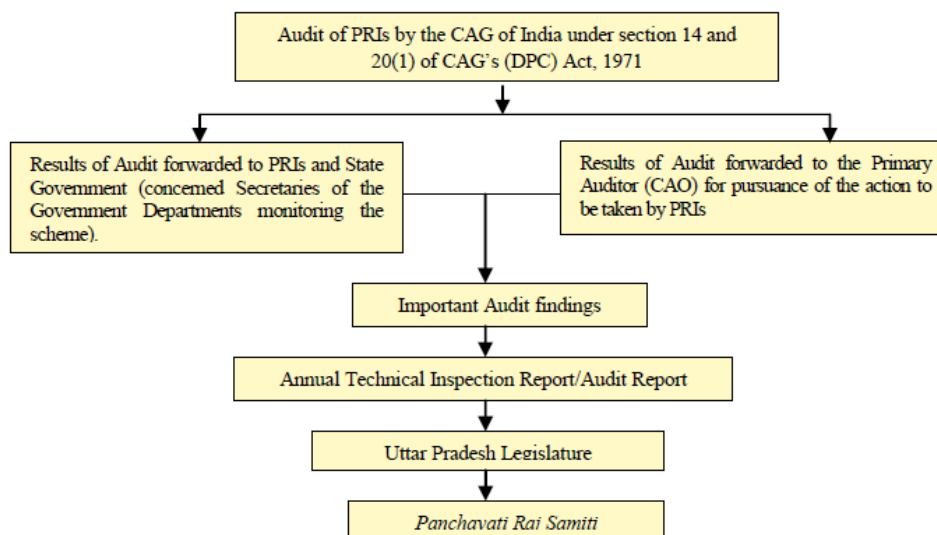 Audit of PRIs by the CAG of India under section 14 and
20(1) of CAG's (DPC) Act, 1971
Results of Audit forwarded to PRIs and State
Government (concerned Secretaries of the
Government Departments monitoring the
scheme).
Results of Audit forwarded to the Primary
Auditor (CAO) for pursuance of the action to
be taken by PRIs
Important Audit findings
Annual Technical Inspection Report/Audit Report
Uttar Pradesh Legislature
Panchayati Raj Samiti